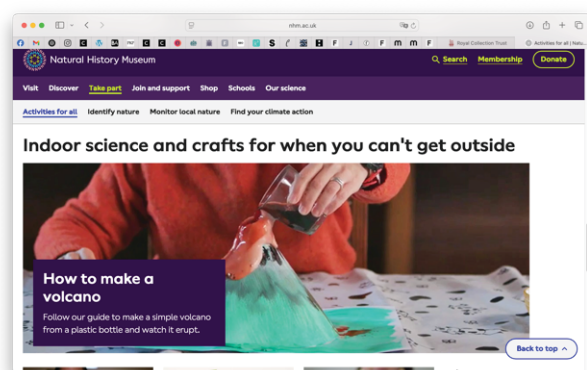 nhm.ac.uk
Royal Collection Trust
Activities for all | Natu...
Natural History Museum
Search Membership Donate
Visit Discover Take part Join and support Shop Schools Our science
Activities for all Identify nature Monitor local nature Find your climate action
Indoor science and crafts for when you can't get outside
How to make a
volcano
Follow our guide to make a simple volcano
from a plastic bottle and watch it erupt.
Back to top